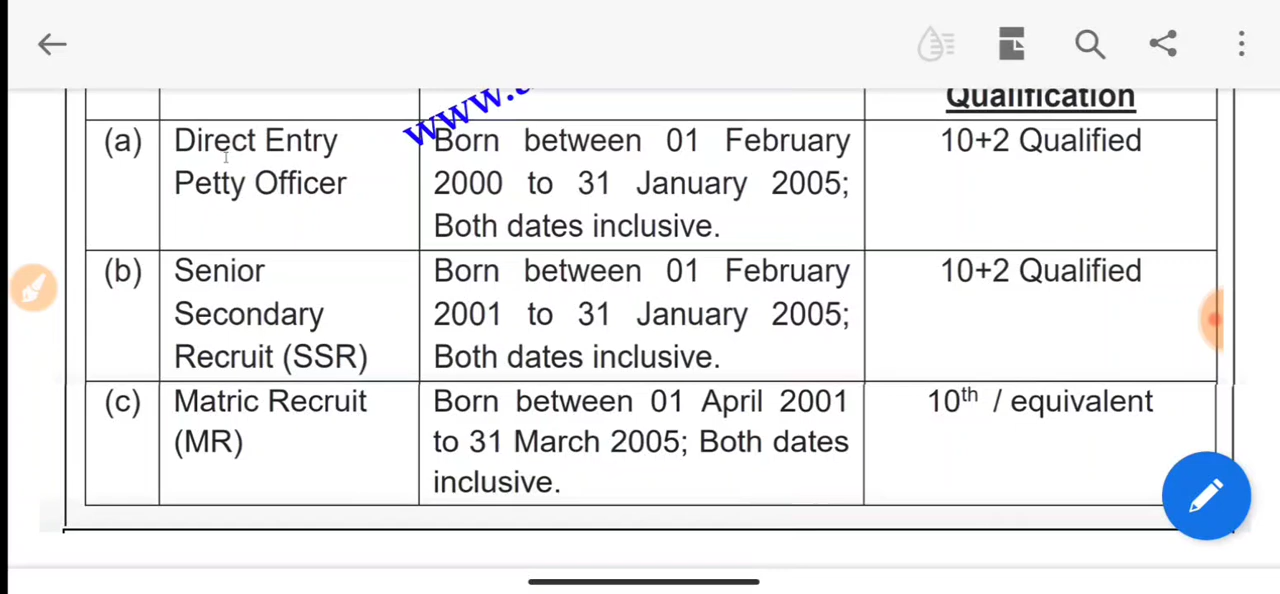 www.
Qualification
(a) Direct Entry Born between 01 February 10+2 Qualified
Petty Officer 2000 to 31 January 2005;
Both dates inclusive.
(b) Senior Born between 01 February 10+2 Qualified
Secondary 2001 to 31 January 2005;
Recruit (SSR) Both dates inclusive.
(c) Matric Recruit Born between 01 April 2001 10th / equivalent
(MR) to 31 March 2005; Both dates
inclusive.